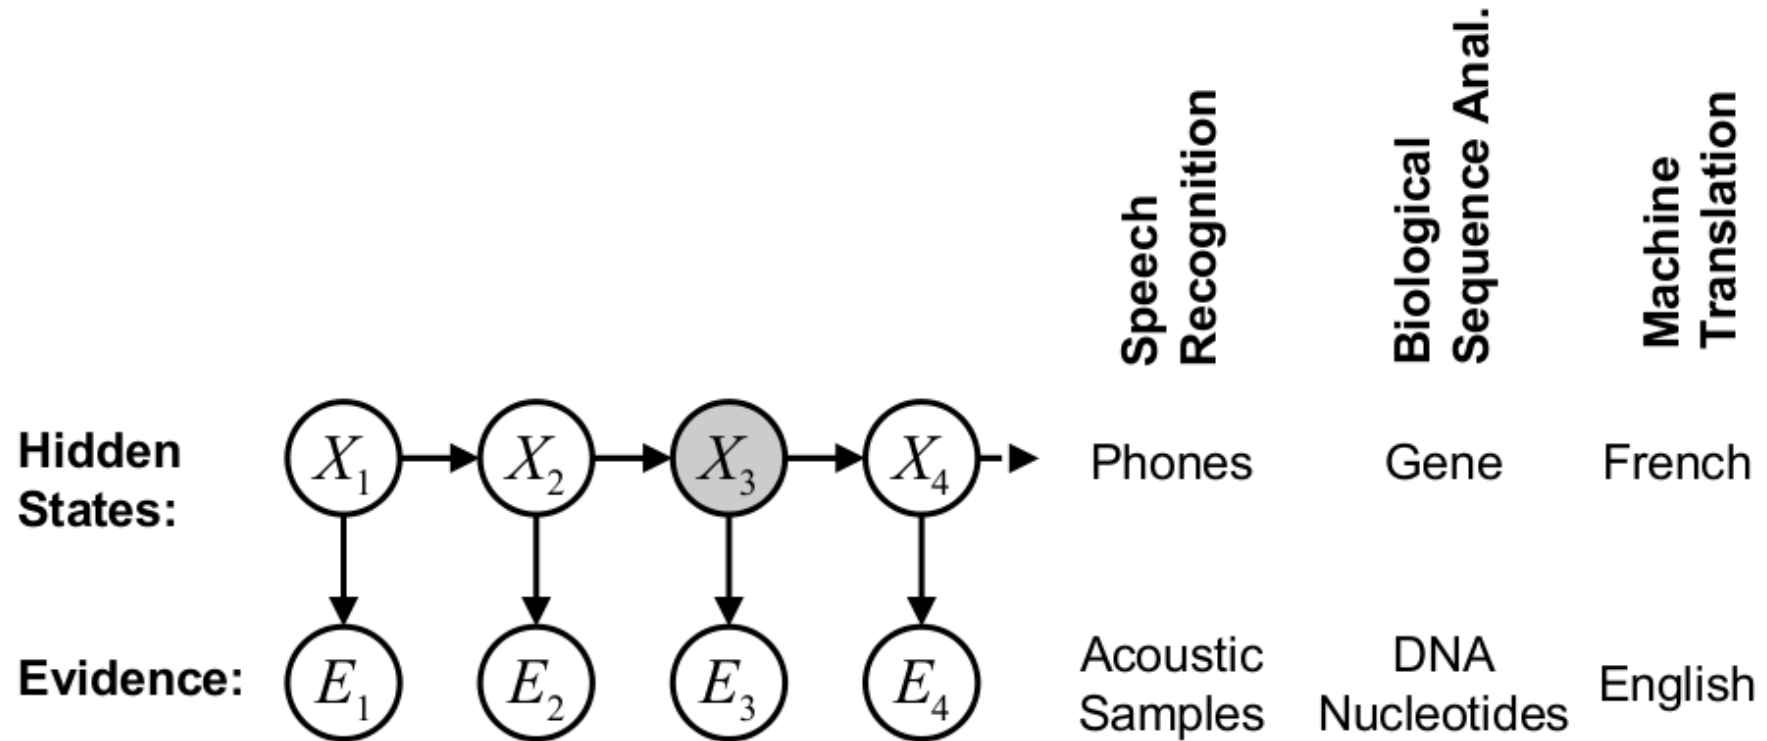 Speech
Recognition
Biological
Sequence Anal.
Machine
Translation
Hidden
States:
X1
X2
X3
X4
Phones
Gene
French
Evidence:
E1
E2
E3
E4
Acoustic
Samples
DNA
Nucleotides
English